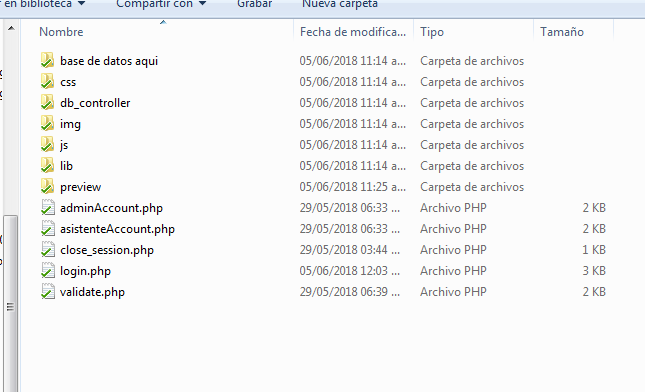 r en biblioteca Compartir con Grabar Nueva carpeta
Nombre Fecha de modifica... Tipo Tamaño
base de datos aqui 05/06/2018 11:14 a... Carpeta de archivos
css 05/06/2018 11:14 a... Carpeta de archivos
db_controller 05/06/2018 11:14 a... Carpeta de archivos
img 05/06/2018 11:14 a... Carpeta de archivos
js 05/06/2018 11:14 a... Carpeta de archivos
lib 05/06/2018 11:14 a... Carpeta de archivos
preview 05/06/2018 11:25 a... Carpeta de archivos
adminAccount.php 29/05/2018 06:33 ... Archivo PHP 2 KB
asistenteAccount.php 29/05/2018 06:33 ... Archivo PHP 2 KB
close_session.php 29/05/2018 03:44 ... Archivo PHP 1 KB
login.php 05/06/2018 12:03 ... Archivo PHP 3 KB
validate.php 29/05/2018 06:39 ... Archivo PHP 2 KB